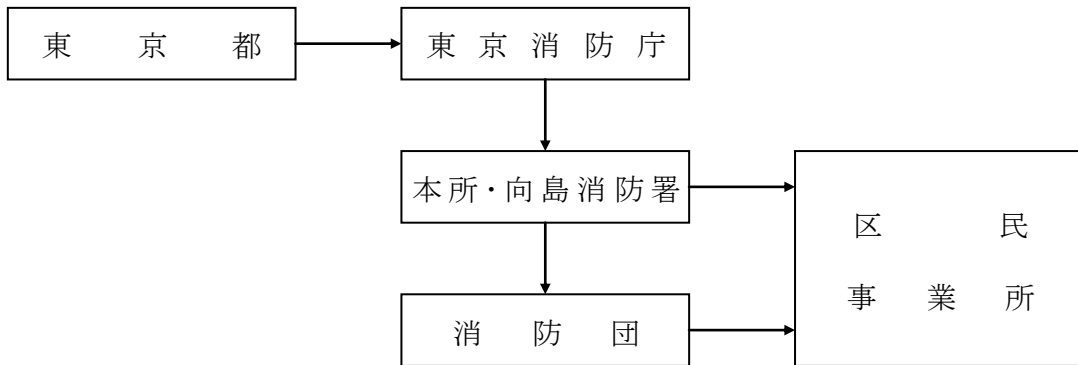 東京都
東京消防庁
本所・向島消防署
区民
事業所
消防団